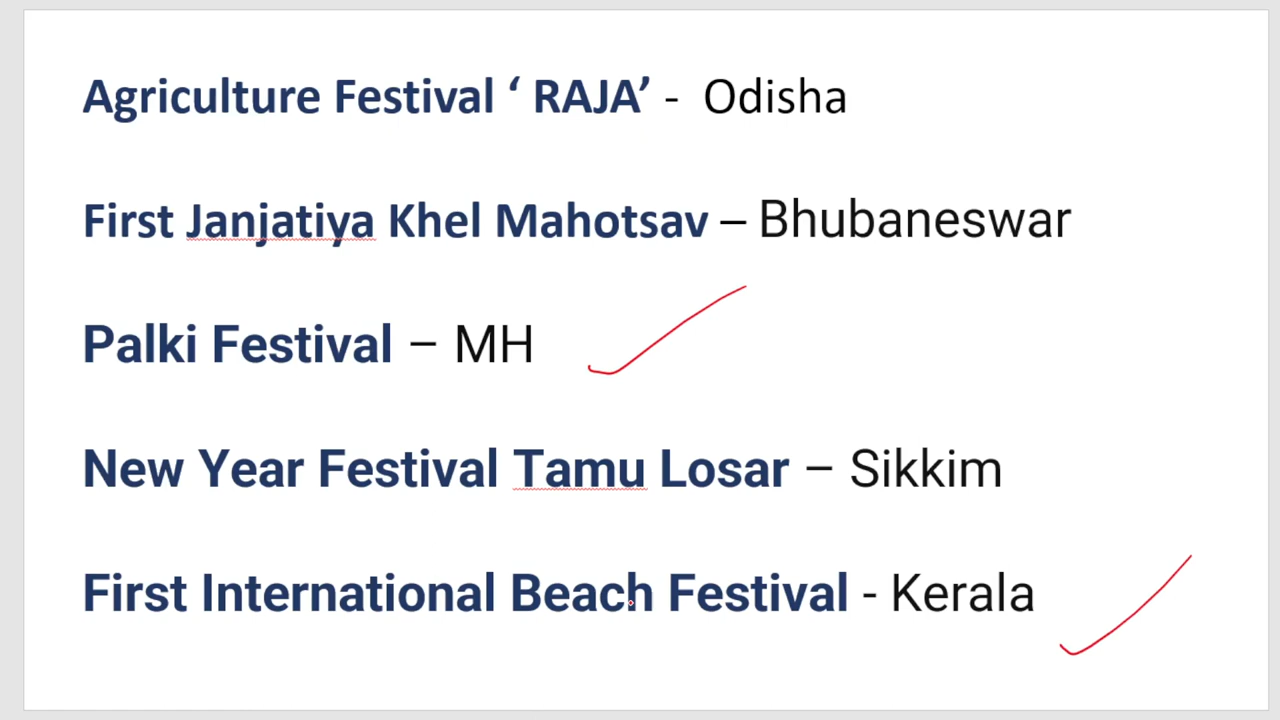 Agriculture Festival ‘ RAJA’ - Odisha
First Janjatiya Khel Mahotsav – Bhubaneswar
Palki Festival – MH
New Year Festival Tamu Losar – Sikkim
First International Beach Festival - Kerala